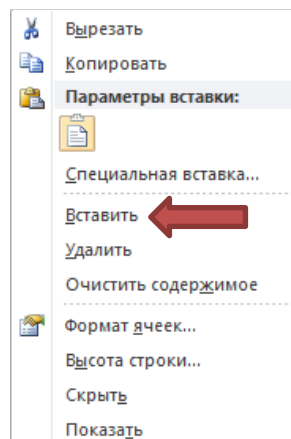 Вырезать
Копировать
Параметры вставки:
Специальная вставка...
Вставить
Удалить
Очистить содержимое
Формат ячеек...
Высота строки...
Скрыть
Показать